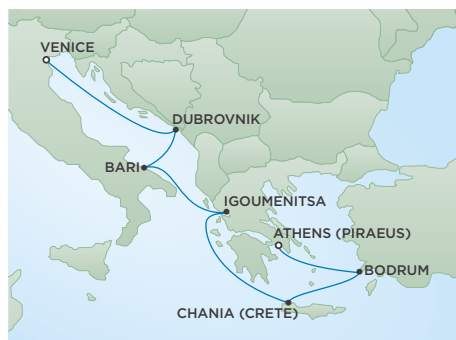 VENICE
DUBROVNIK
BARI
IGOUMENITSA
ATHENS (PIRAEUS)
BODRUM
CHANIA (CRETE)